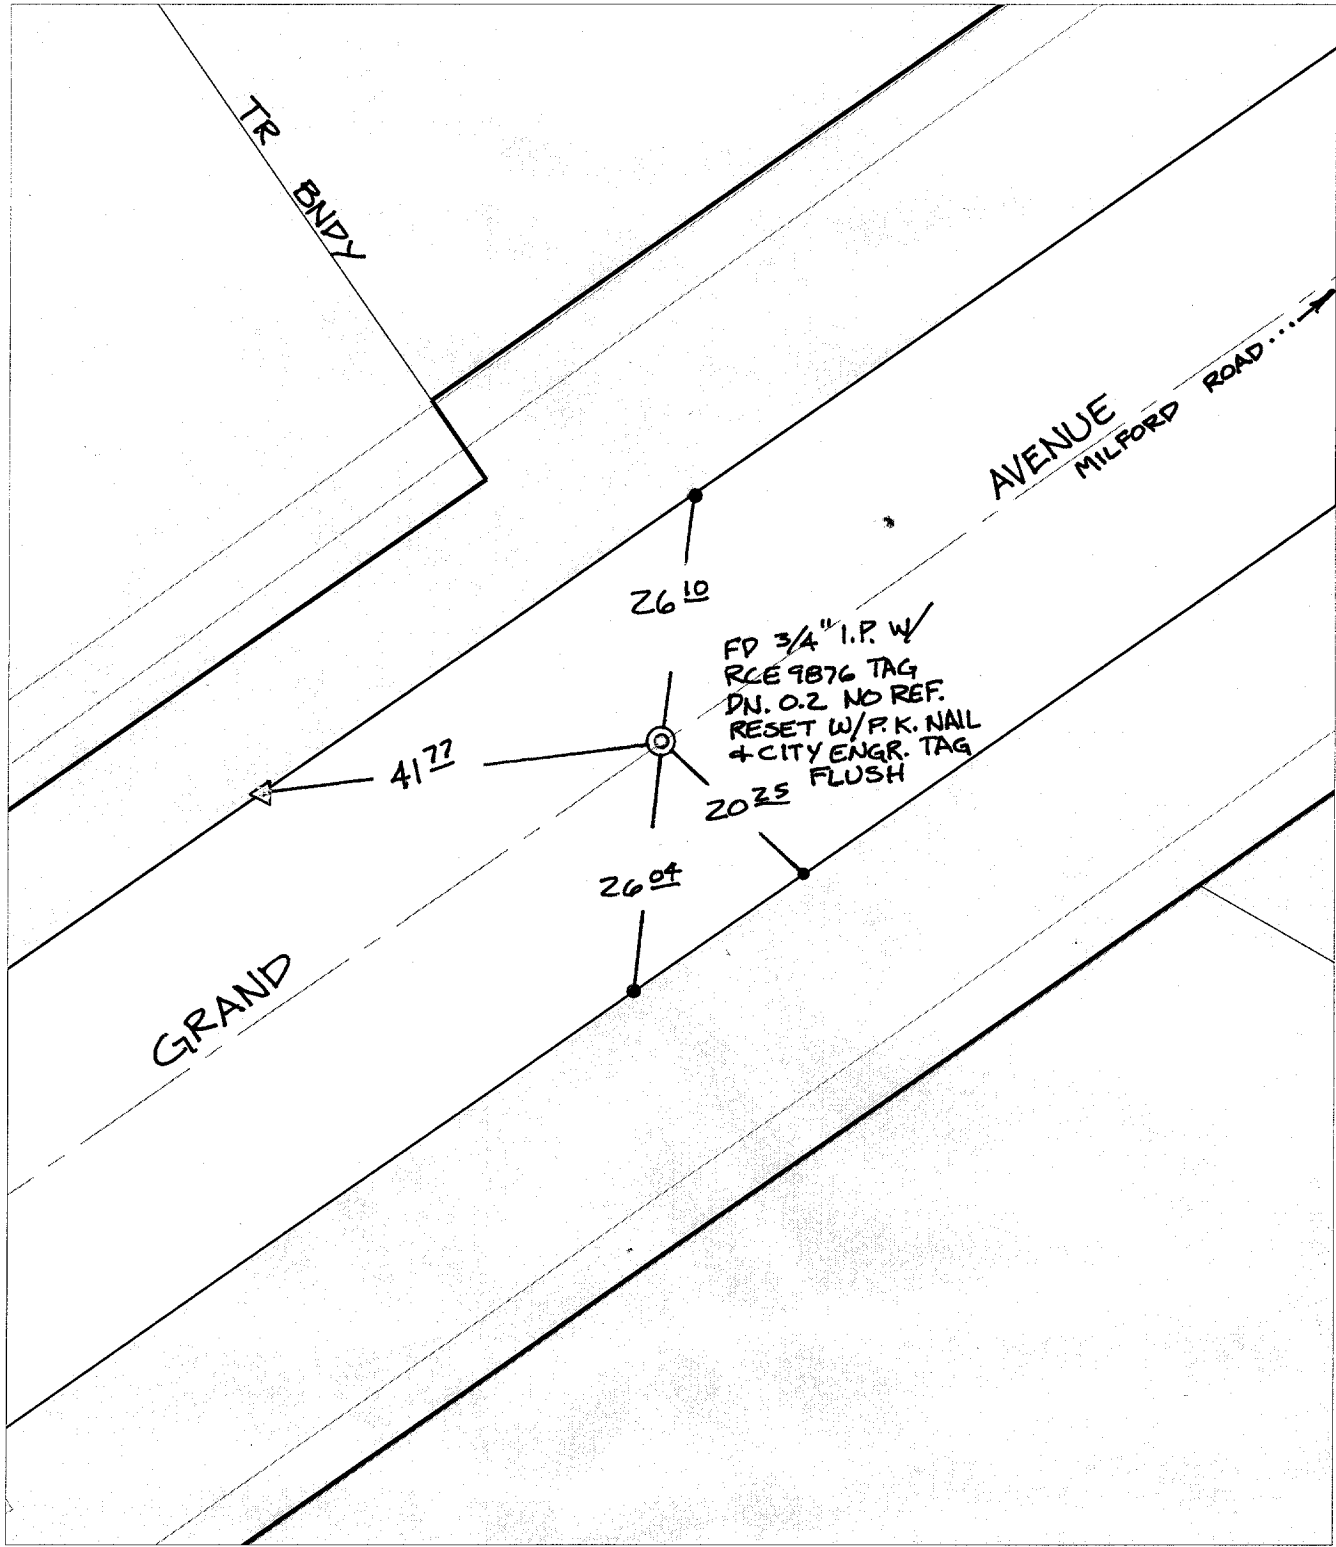 TR BNDY
AVENUE
MILFORD ROAD...
26 10
FD 3/4" I.P. W/
RCE 9876 TAG
DN. 0.2 NO REF.
RESET W/P.K. NAIL
& CITY ENGR. TAG
FLUSH
41 77
20 25
26 04
GRAND